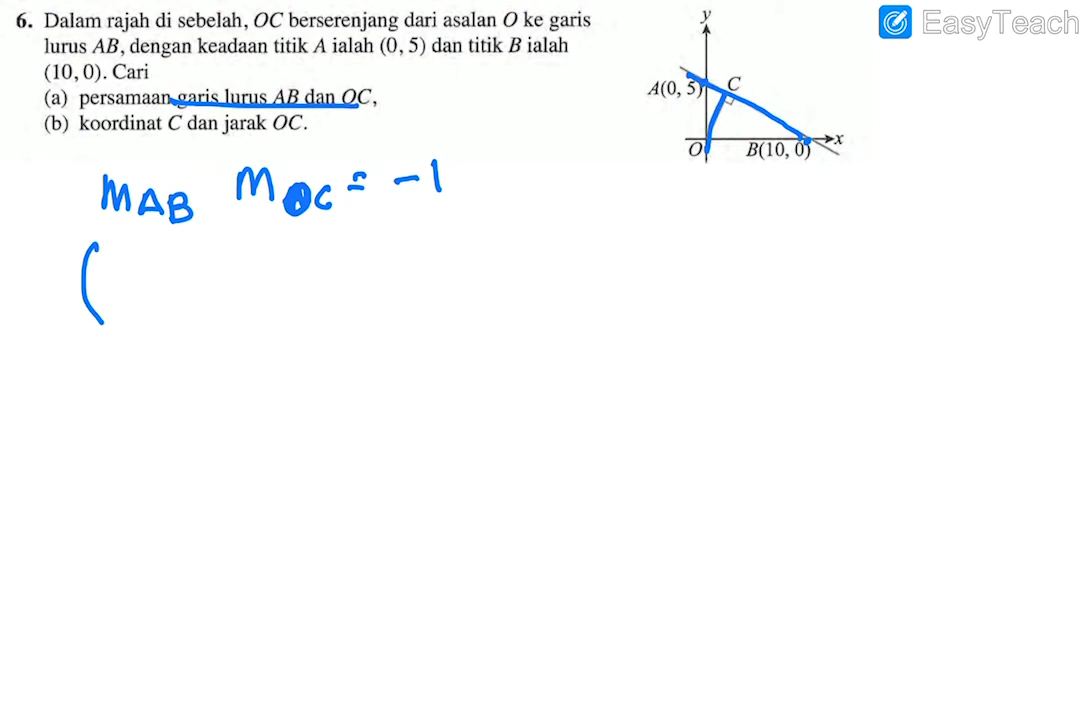 6. Dalam rajah di sebelah, OC berserenjang dari asalan O ke garis
lurus AB, dengan keadaan titik A ialah (0, 5) dan titik B ialah
(10, 0). Cari
(a) persamaan garis lurus AB dan OC,
(b) koordinat C dan jarak OC.
y
A(0, 5)
C
O
B(10, 0)
x
EasyTeach
MAB MOC = -1
(